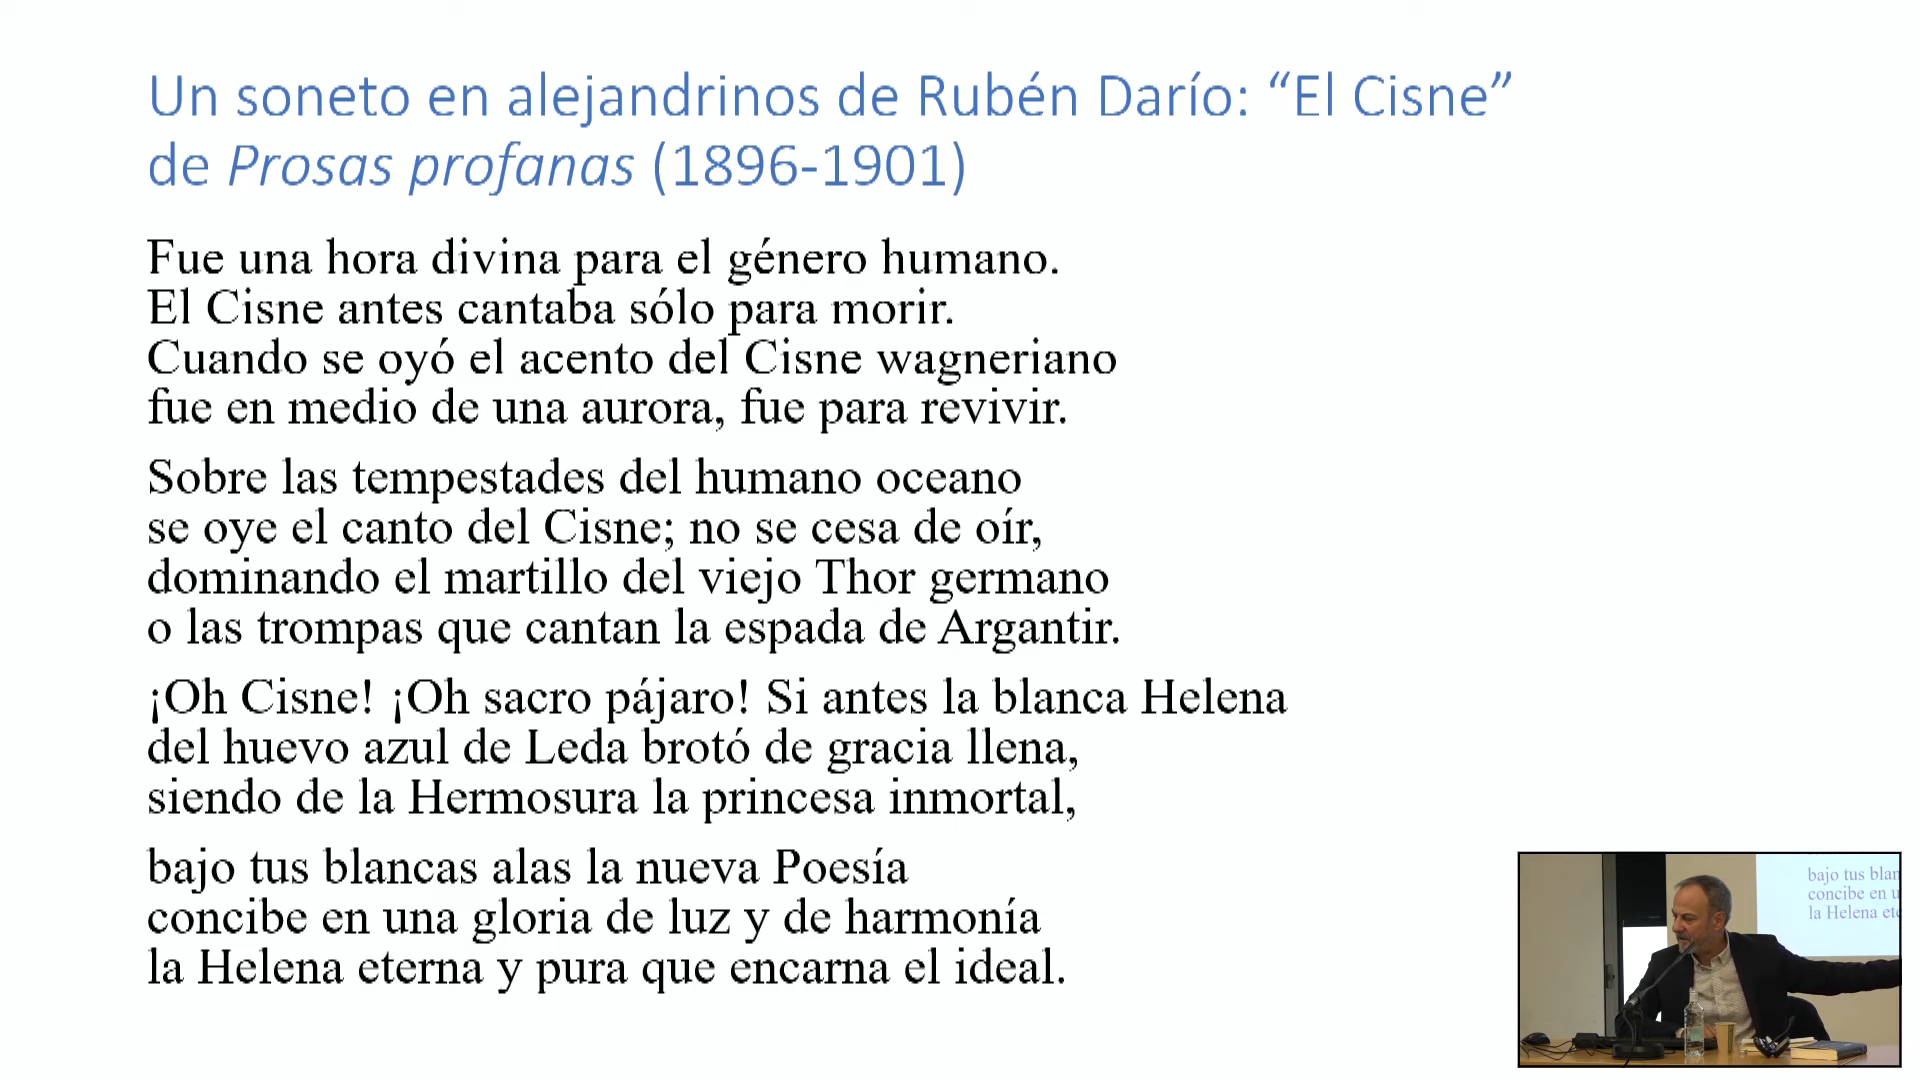 Un soneto en alejandrinos de Rubén Darío: “El Cisne”
de Prosas profanas (1896-1901)
Fue una hora divina para el género humano.
El Cisne antes cantaba sólo para morir.
Cuando se oyó el acento del Cisne wagneriano
fue en medio de una aurora, fue para revivir.
Sobre las tempestades del humano oceano
se oye el canto del Cisne; no se cesa de oír,
dominando el martillo del viejo Thor germano
o las trompas que cantan la espada de Argantir.
¡Oh Cisne! ¡Oh sacro pájaro! Si antes la blanca Helena
del huevo azul de Leda brotó de gracia llena,
siendo de la Hermosura la princesa inmortal,
bajo tus blancas alas la nueva Poesía
concibe en una gloria de luz y de harmonía
la Helena eterna y pura que encarna el ideal.
bajo tus blan
concibe en u
la Helena ete